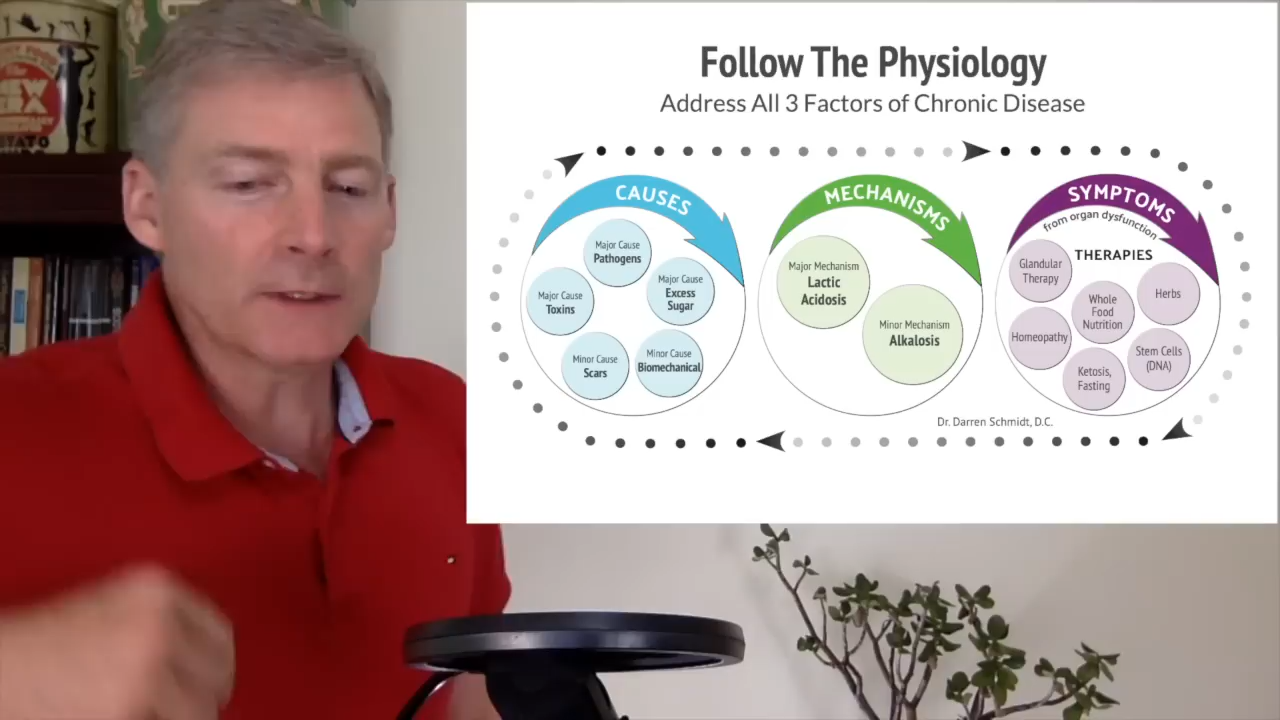 Follow The Physiology
Address All 3 Factors of Chronic Disease
CAUSES
Major Cause
Pathogens
Major Cause
Toxins
Major Cause
Excess
Sugar
Minor Cause
Scars
Minor Cause
Biomechanical
MECHANISMS
Major Mechanism
Lactic
Acidosis
Minor Mechanism
Alkalosis
SYMPTOMS
from organ dysfunction
THERAPIES
Glandular
Therapy
Whole
Food
Nutrition
Herbs
Homeopathy
Ketosis,
Fasting
Stem Cells
(DNA)
Dr. Darren Schmidt, D.C.